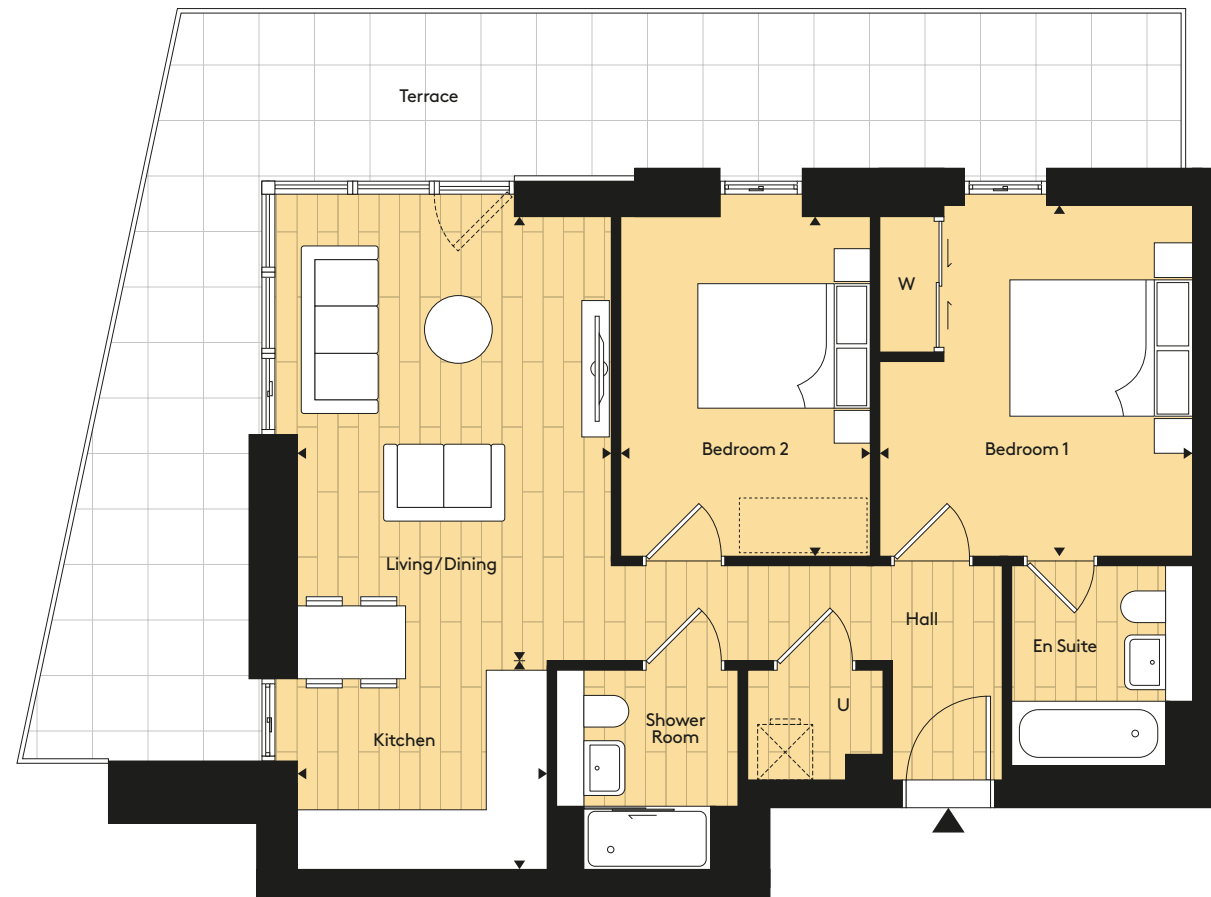 Terrace
W
Bedroom 2
Bedroom 1
Living / Dining
Hall
En Suite
U
Shower
Room
Kitchen